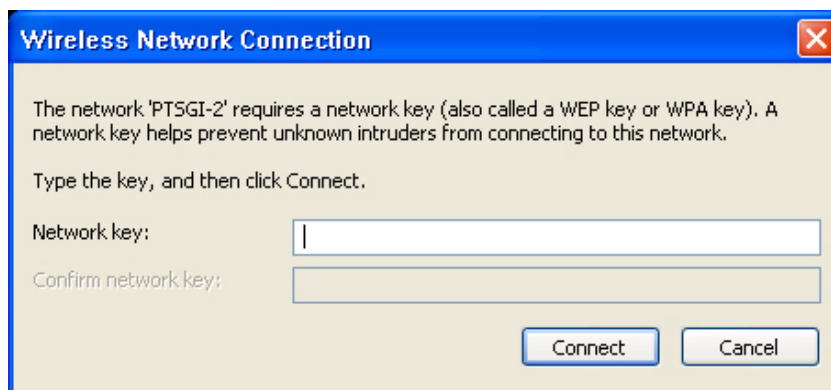 Wireless Network Connection
The network 'PTSGI-2' requires a network key (also called a WEP key or WPA key). A
network key helps prevent unknown intruders from connecting to this network.
Type the key, and then click Connect.
Network key:
Confirm network key:
Connect Cancel